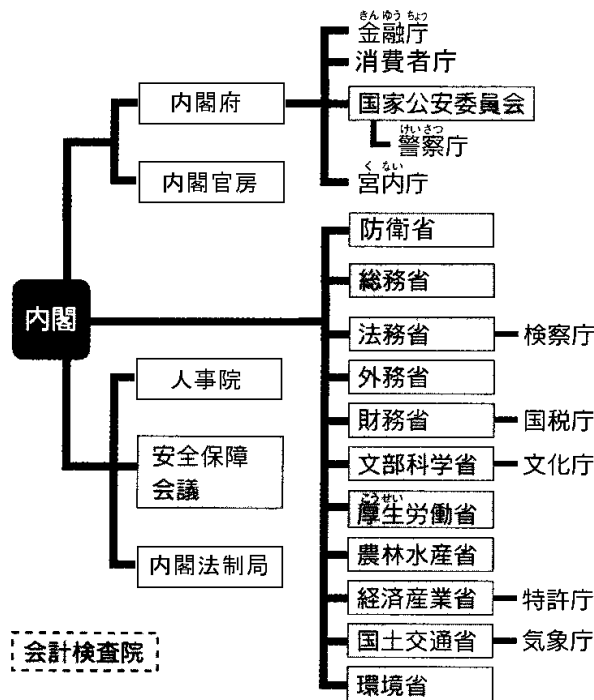 きんゆうちょう
金融庁
消費者庁
内閣府
国家公安委員会
けいさつ
警察庁
内閣官房
くない
宮内庁
防衛省
総務省
内閣
法務省 検察庁
人事院
外務省
財務省 国税庁
安全保障
会議
文部科学省 文化庁
こうせい
厚生労働省
農林水産省
内閣法制局
経済産業省 特許庁
国土交通省 気象庁
会計検査院
環境省